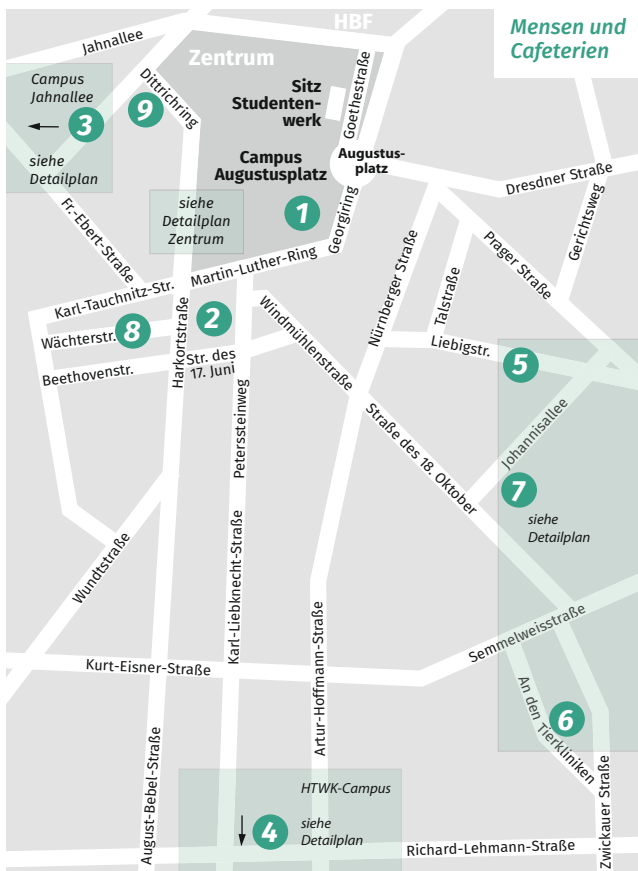 Mensen und
Cafeterien
HBF
Jahnallee
Zentrum
Campus
Jahnallee
3
siehe
Detailplan
Dittrichring
9
Sitz
Studenten-
werk
Goethestraße
Campus
Augustusplatz
Augustus-
platz
1
Georgiring
Dresdner Straße
Gerichtsweg
Prager Straße
siehe
Detailplan
Zentrum
Fr.-Ebert-Straße
Martin-Luther-Ring
Karl-Tauchnitz-Str.
Nürnberger Straße
Talstraße
Wächterstr.
8
2
Harkortstraße
Windmühlenstraße
Liebigstr.
5
Beethovenstr.
Str. des
17. Juni
Peterssteinweg
Straße des 18. Oktober
Johannisallee
7
siehe
Detailplan
Wundtstraße
Karl-Liebknecht-Straße
Artur-Hoffmann-Straße
Semmelweisstraße
Kurt-Eisner-Straße
An den Tierkliniken
6
August-Bebel-Straße
Zwickauer Straße
HTWK-Campus
4
siehe
Detailplan
Richard-Lehmann-Straße